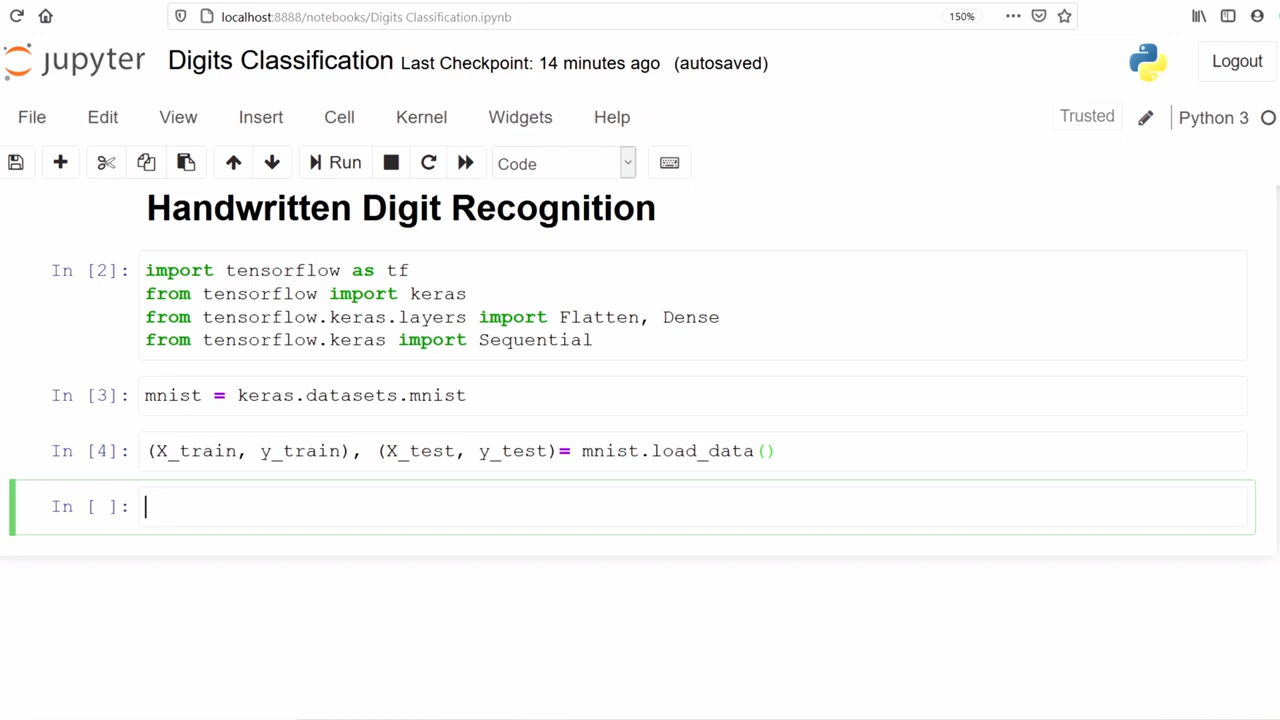 localhost:8888/notebooks/Digits Classification.ipynb 150%
jupyter Digits Classification Last Checkpoint: 14 minutes ago (autosaved) Logout
File Edit View Insert Cell Kernel Widgets Help Trusted Python 3
Run Code
Handwritten Digit Recognition
In [2]: import tensorflow as tf
from tensorflow import keras
from tensorflow.keras.layers import Flatten, Dense
from tensorflow.keras import Sequential
In [3]: mnist = keras.datasets.mnist
In [4]: (X_train, y_train), (X_test, y_test)= mnist.load_data()
In [ ]: